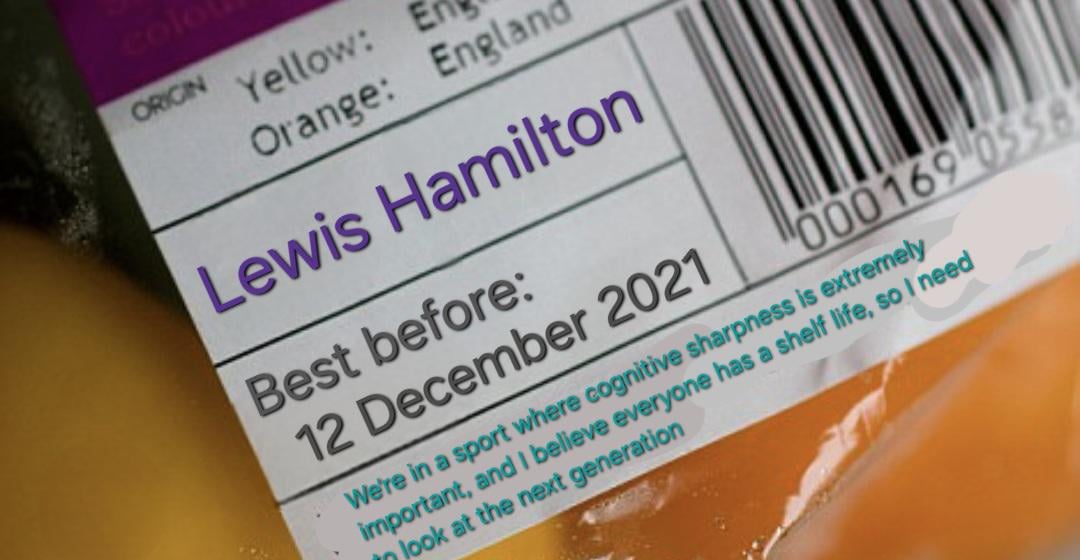 colour
ORIGIN
Yellow:
Orange: England
Lewis Hamilton
000169 0558
Best before:
12 December 2021
We're in a sport where cognitive sharpness is extremely
important, and I believe everyone has a shelf life, so I need
to look at the next generation